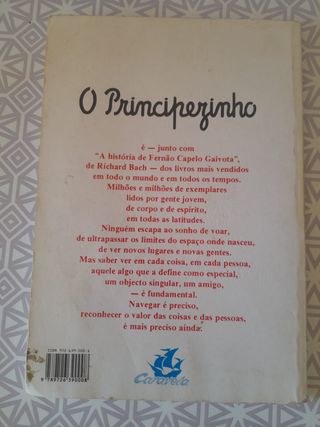 O Principezinho
é — junto com
"A história de Fernão Capelo Gaivota",
de Richard Bach — dos livros mais vendidos
em todo o mundo e em todos os tempos.
Milhões e milhões de exemplares
lidos por gente jovem,
de corpo e de espírito,
em todas as latitudes.
Ninguém escapa ao sonho de voar,
de ultrapassar os limites do espaço onde nasceu,
de ver novos lugares e novas gentes.
Mas saber ver em cada coisa, em cada pessoa,
aquele algo que a define como especial,
um objecto singular, um amigo,
— é fundamental.
Navegar é preciso,
reconhecer o valor das coisas e das pessoas,
é mais preciso ainda.
9 789726 390008
Caravela